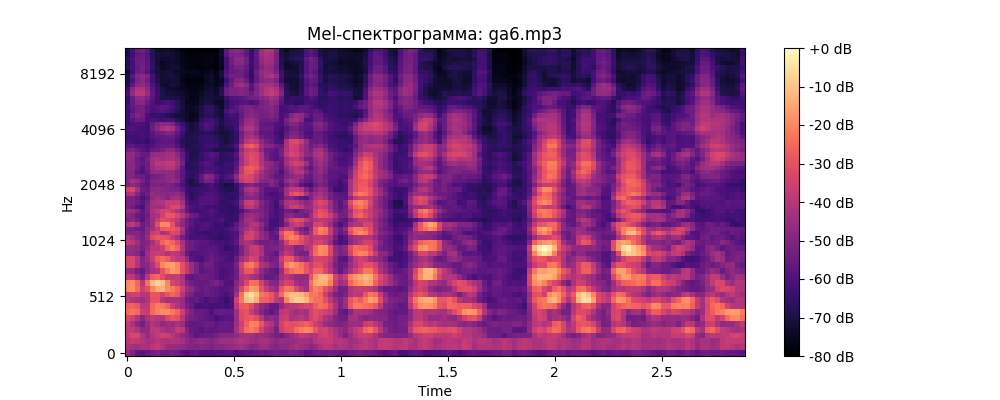 Mel-спектрограмма: ga6.mp3
Hz
8192
4096
2048
1024
512
0
0
0.5
1
1.5
2
2.5
Time
+0 dB
-10 dB
-20 dB
-30 dB
-40 dB
-50 dB
-60 dB
-70 dB
-80 dB